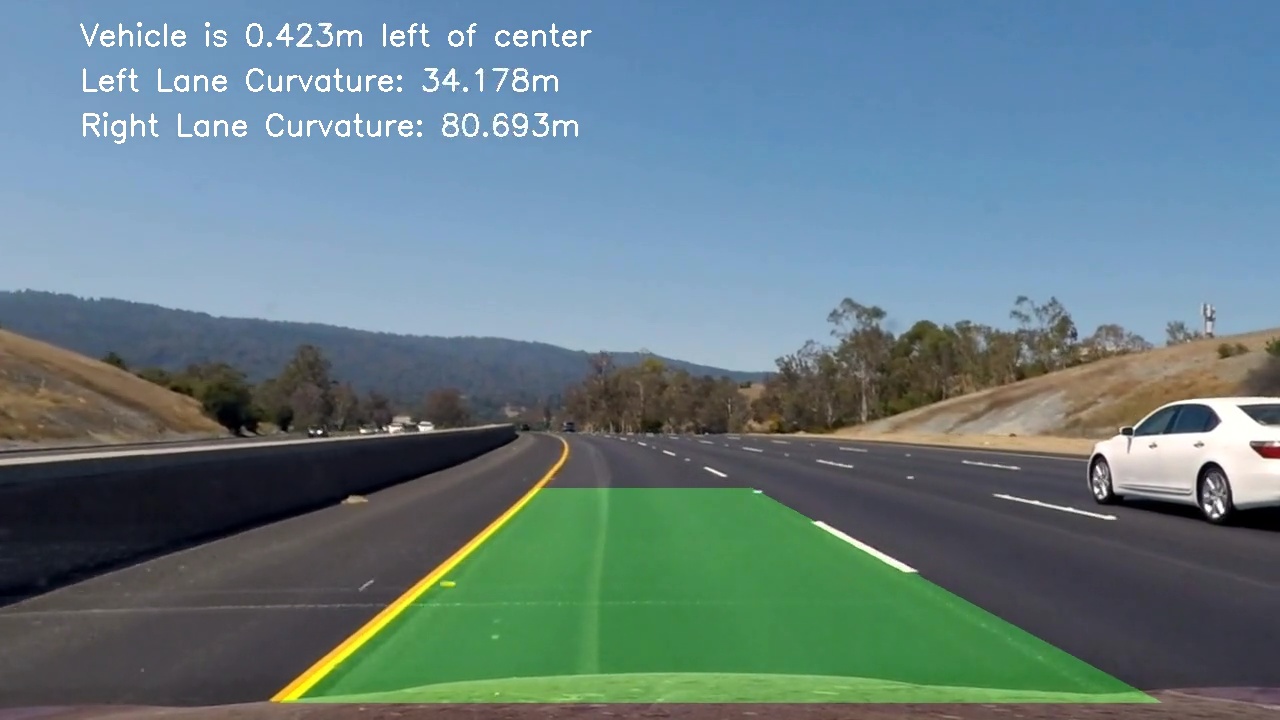 Vehicle is 0.423m left of center
Left Lane Curvature: 34.178m
Right Lane Curvature: 80.693m